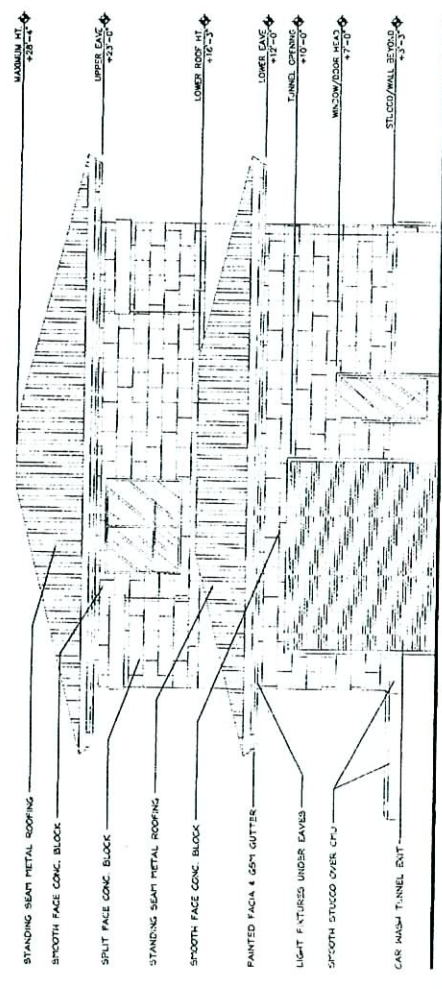 MAXIMUM HT.
+28'-4"
UPPER EAVE
+23'-0"
LOWER ROOF HT
+16'-3"
LOWER EAVE
+12'-0"
TUNNEL OPENING
+10'-0"
WINDOW/DOOR HEAD
+7'-0"
STUCCO/WALL BEYOND
+3'-3"
STANDING SEAM METAL ROOFING
SMOOTH FACE CONC. BLOCK
SPLIT FACE CONC. BLOCK
STANDING SEAM METAL ROOFING
SMOOTH FACE CONC. BLOCK
PAINTED FACIA & GSM GUTTER
LIGHT FIXTURES UNDER EAVES
SMOOTH STUCCO OVER CMU
CAR WASH TUNNEL EXIT